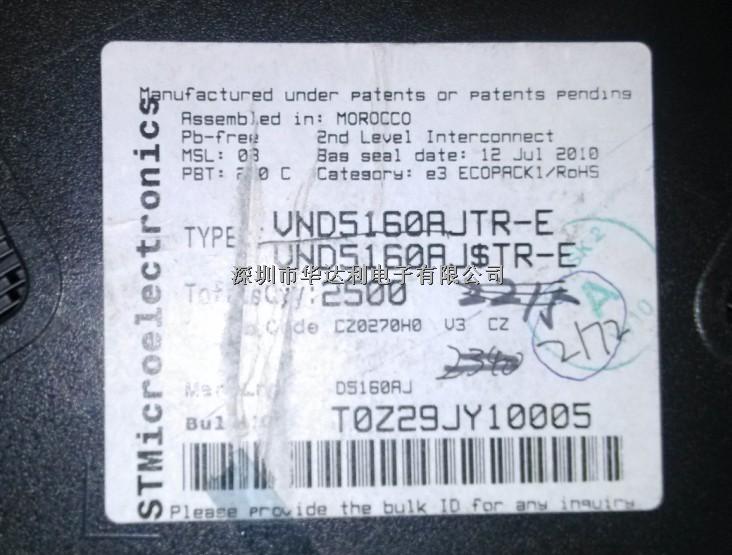 STMicroelectronics
Manufactured under patents or patents pending
Assembled in: MOROCCO
Pb-free 2nd Level Interconnect
MSL: 03 Bag seal date: 12 Jul 2010
PBT: C Category: e3 ECOPACK1/RoHS
TYPE: VND5160AJTR-E
VND5160AJ$TR-E
深圳市华达利电子有限公司
2500
Code CZ0270H0 V3 CZ
2172
D5160AJ
T0Z29JY10005
Please provide the bulk ID for any inquiry